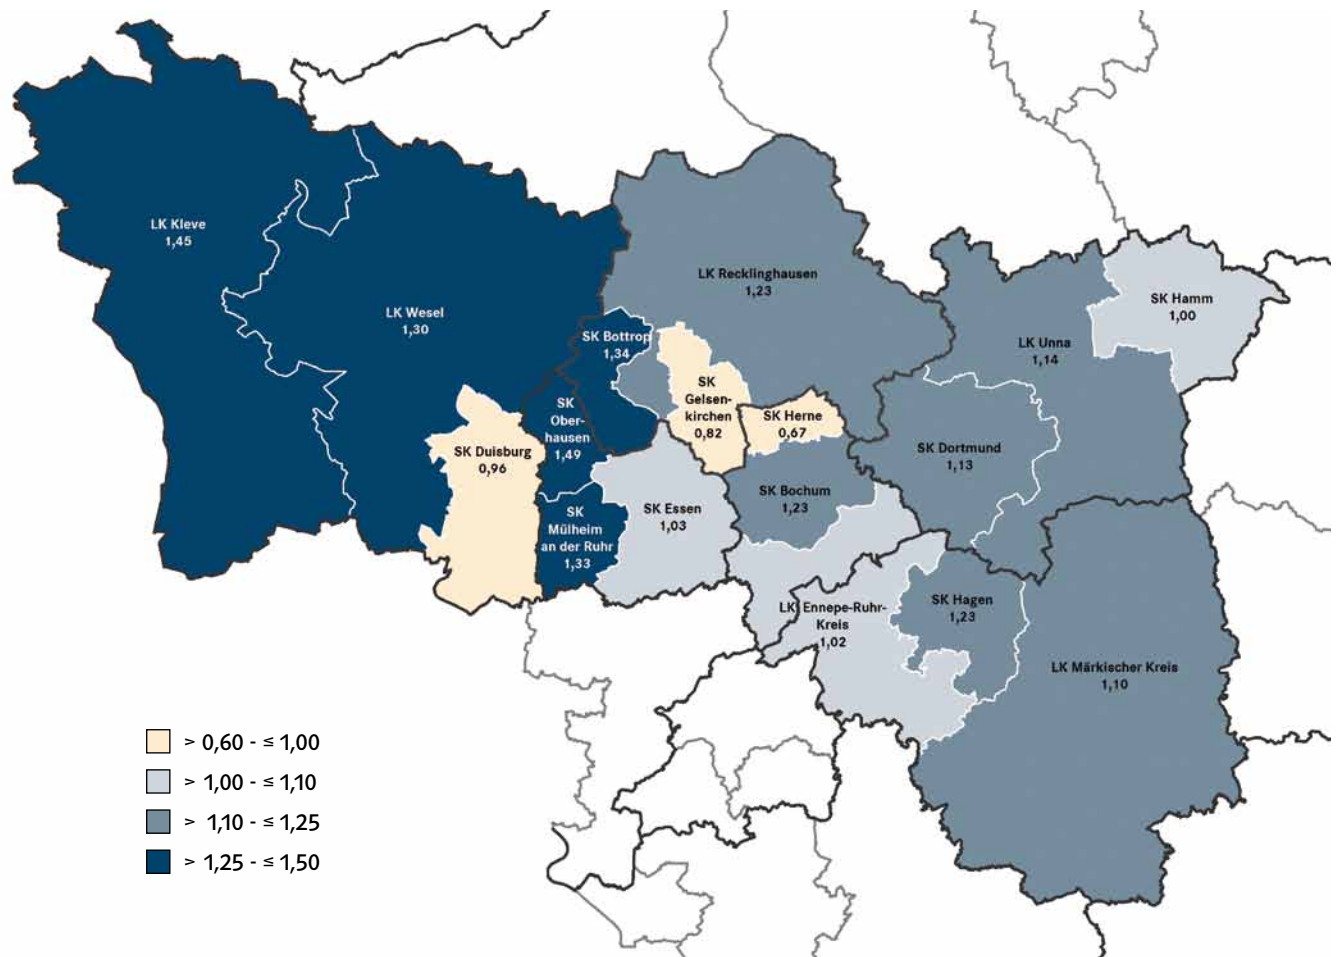 LK Kleve
1,45
LK Wesel
1,30
LK Recklinghausen
1,23
SK Hamm
1,00
LK Unna
1,14
SK Bottrop
1,34
SK
Gelsen-
kirchen
0,82
SK Herne
0,67
SK
Ober-
hausen
1,49
SK Duisburg
0,96
SK Dortmund
1,13
SK Bochum
1,23
SK Essen
1,03
SK
Mülheim
an der Ruhr
1,33
LK Ennepe-Ruhr-
Kreis
1,02
SK Hagen
1,23
LK Märkischer Kreis
1,10
> 0,60 - ≤ 1,00
> 1,00 - ≤ 1,10
> 1,10 - ≤ 1,25
> 1,25 - ≤ 1,50